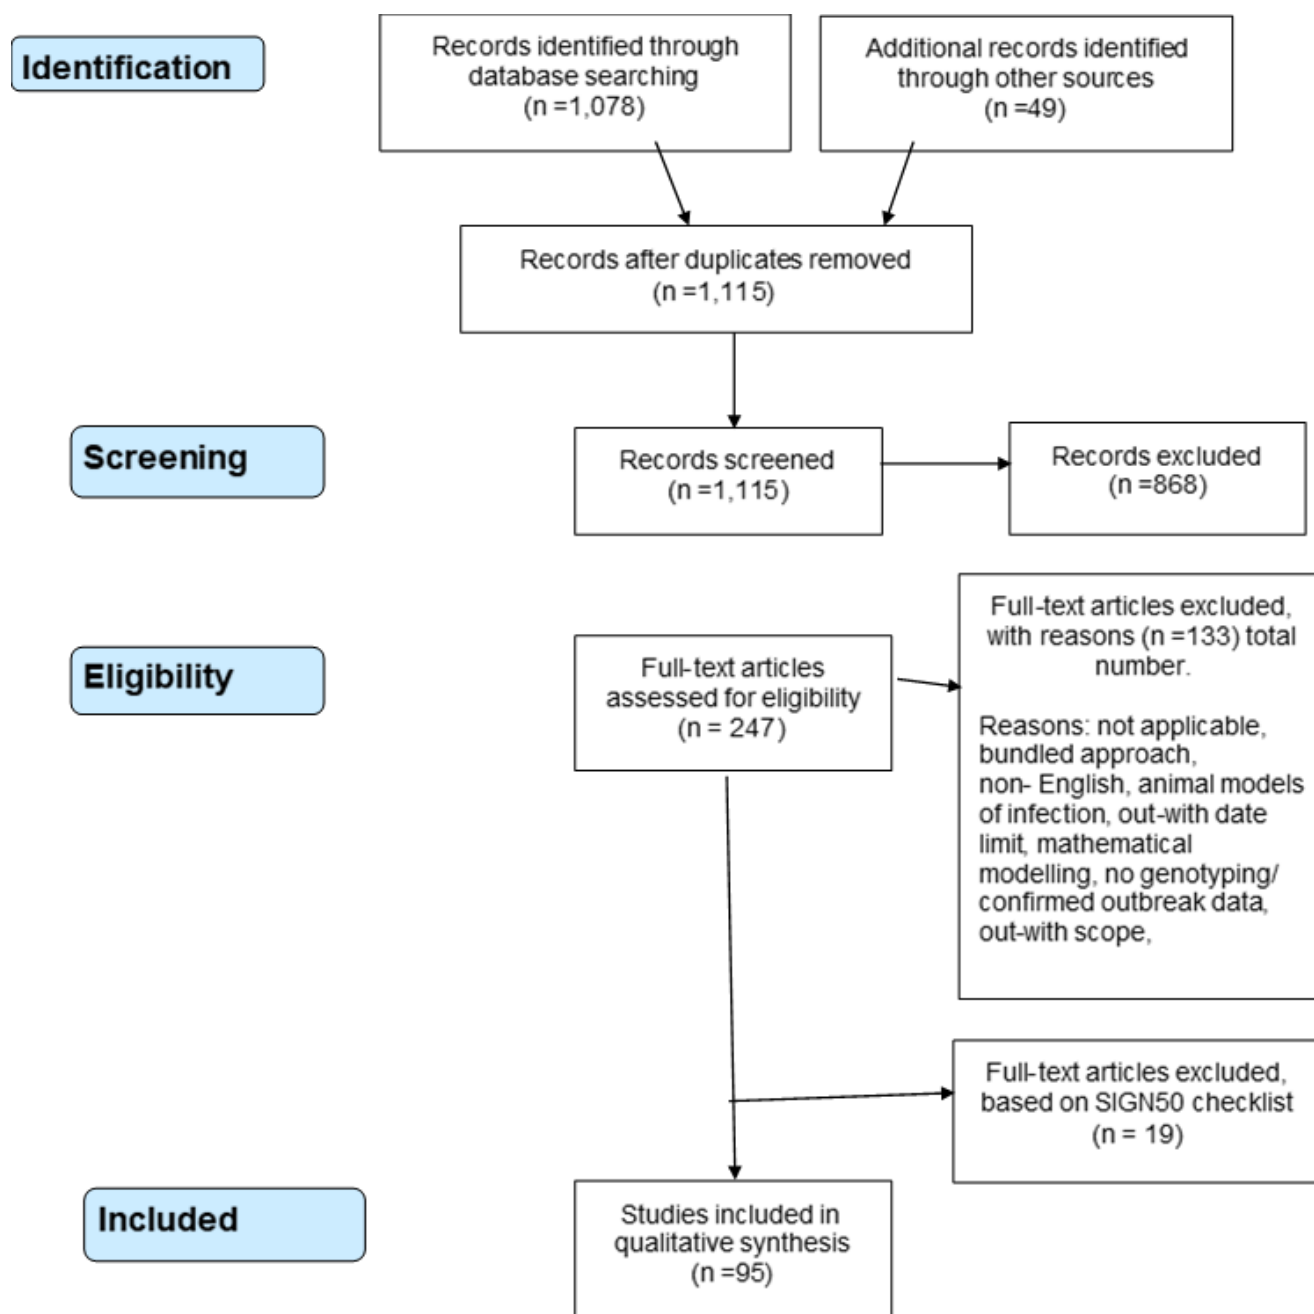 Identification
Records identified through
database searching
(n =1,078)
Additional records identified
through other sources
(n =49)
Records after duplicates removed
(n =1,115)
Screening
Records screened
(n =1,115)
Records excluded
(n =868)
Eligibility
Full-text articles
assessed for eligibility
(n = 247)
Full-text articles excluded,
with reasons (n =133) total
number.
Reasons: not applicable,
bundled approach,
non- English, animal models
of infection, out-with date
limit, mathematical
modelling, no genotyping/
confirmed outbreak data,
out-with scope,
Full-text articles excluded,
based on SIGN50 checklist
(n = 19)
Included
Studies included in
qualitative synthesis
(n =95)